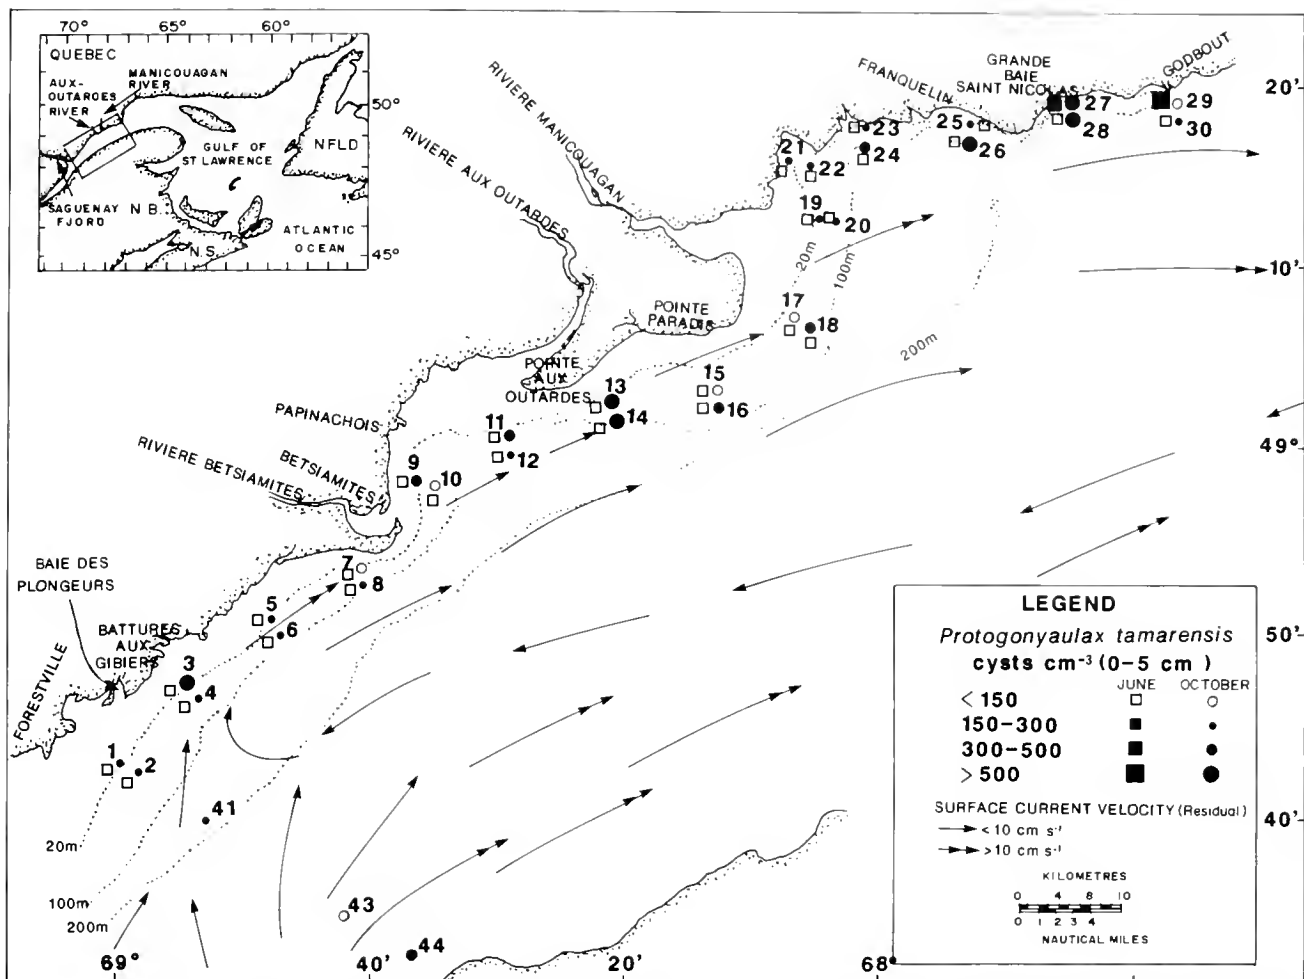 70° 65° 60°
QUEBEC
MANICOUAGAN
RIVER
AUX-
OUTARDES
RIVER
50°
GULF OF
ST LAWRENCE
NFLD
SAGUENAY
FJORD
N B.
N.S.
ATLANTIC
OCEAN
45°
RIVIERE MANICOUAGAN
RIVIERE AUX OUTARDES
FRANQUELIN
GRANDE
BAIE
SAINT NICOLAS
GODBOUT
20'
27
29
28
30
25
26
23
24
21
22
19
20
20m
100m
200m
10'
17
18
POINTE
PARADIS
POINTE
AUX
OUTARDES
13
14
15
16
PAPINACHOIS
11
12
49°
RIVIERE BETSIAMITES
BETSIAMITES
9
10
7
8
BAIE DES
PLONGEURS
BATTURES
AUX
GIBIERS
FORESTVILLE
5
6
3
4
1
2
41
43
44
20m
100m
200m
50'
40'
LEGEND
Protogonyaulax tamarensis
cysts cm⁻³ (0–5 cm)
JUNE OCTOBER
< 150
150–300
300–500
> 500
SURFACE CURRENT VELOCITY (Residual)
< 10 cm s⁻¹
>10 cm s⁻¹
KILOMETRES
0 4 8 10
0 1 2 3 4
NAUTICAL MILES
69° 40' 20' 68°